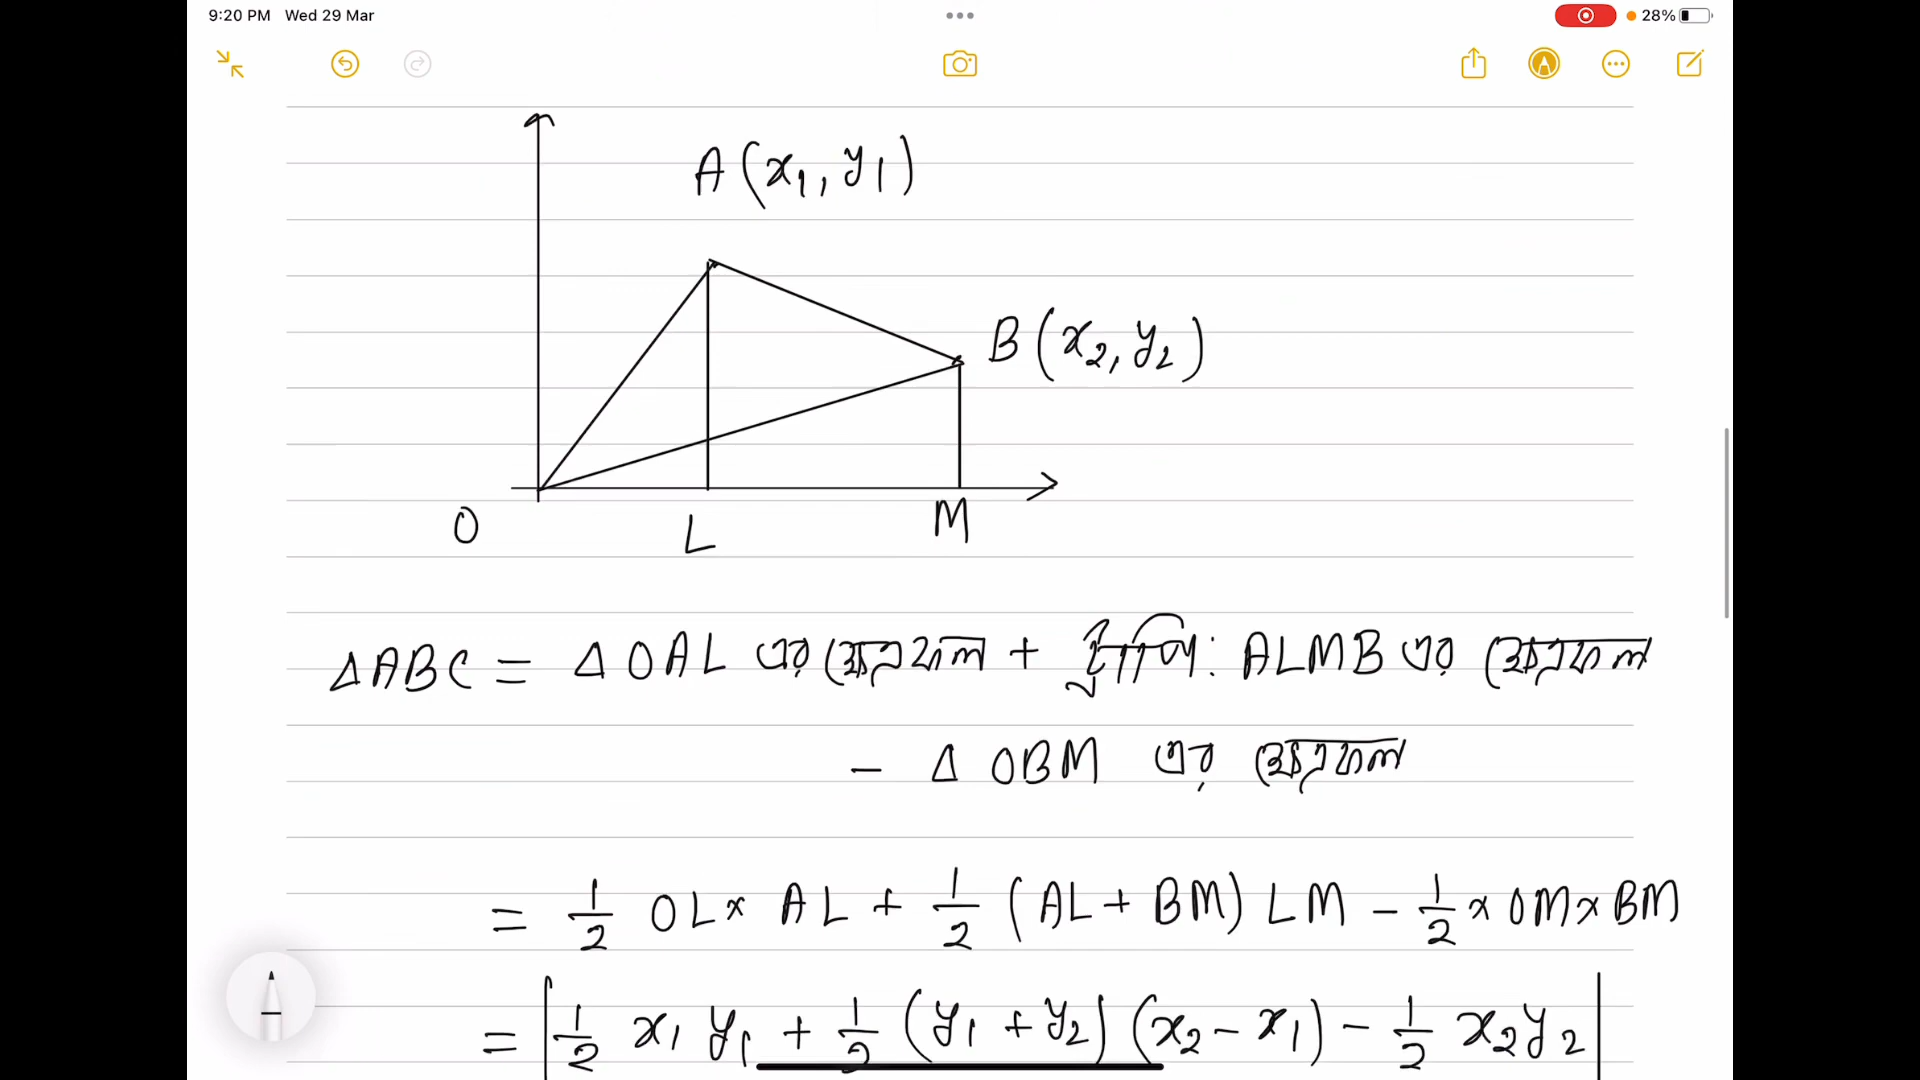 9:20 PM Wed 29 Mar
28%
A(x₁, y₁)
B(x₂, y₂)
O L M
ΔABC = Δ OAL এর ক্ষেত্রফল + ট্রাপিজি: ALMB এর ক্ষেত্রফল
- Δ OBM এর ক্ষেত্রফল
= 1/2 OL× AL + 1/2 (AL + BM) LM - 1/2 × OM × BM
= |1/2 x₁ y₁ + 1/2 (y₁ + y₂) (x₂ - x₁) - 1/2 x₂y₂|